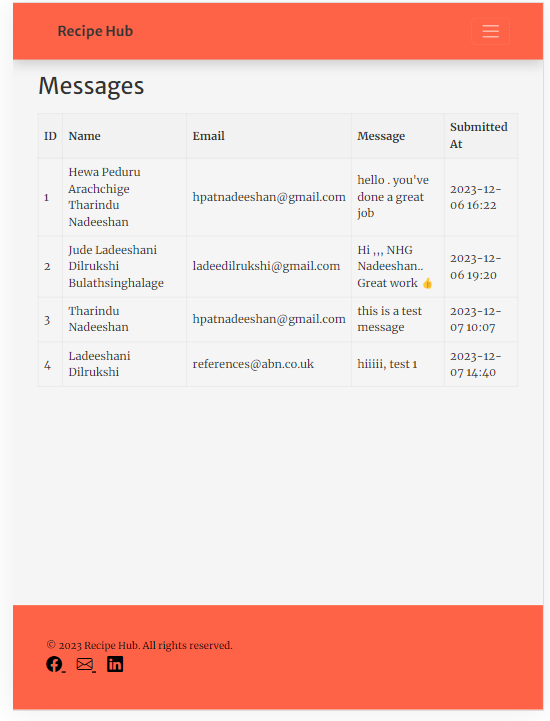 Recipe Hub
Messages
ID Name Email Message Submitted
At
1 Hewa Peduru
Arachchige
Tharindu
Nadeeshan hpatnadeeshan@gmail.com hello . you've
done a great
job 2023-12-
06 16:22
2 Jude Ladeeshani
Dilrukshi
Bulathsinghalage ladeedilrukshi@gmail.com Hi ,,, NHG
Nadeeshan..
Great work 👍 2023-12-
06 19:20
3 Tharindu
Nadeeshan hpatnadeeshan@gmail.com this is a test
message 2023-12-
07 10:07
4 Ladeeshani
Dilrukshi references@abn.co.uk hiiiii, test 1 2023-12-
07 14:40
© 2023 Recipe Hub. All rights reserved.